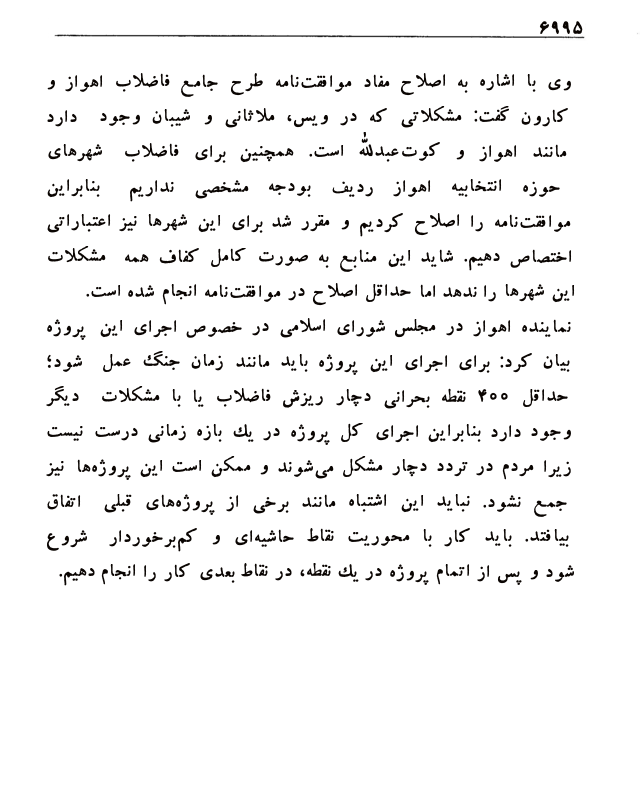 ۶۹۹۵
وی با اشاره به اصلاح مفاد موافقت‌نامه طرح جامع فاضلاب اهواز و
کارون گفت: مشکلاتی که در ویس، ملاثانی و شیبان وجود دارد
مانند اهواز و کوت‌عبدلله است. همچنین برای فاضلاب شهرهای
حوزه انتخابیه اهواز ردیف بودجه مشخصی نداریم بنابراین
موافقت‌نامه را اصلاح کردیم و مقرر شد برای این شهرها نیز اعتباراتی
اختصاص دهیم. شاید این منابع به صورت کامل کفاف همه مشکلات
این شهرها را ندهد اما حداقل اصلاح در موافقت‌نامه انجام شده است.
نماینده اهواز در مجلس شورای اسلامی در خصوص اجرای این پروژه
بیان کرد: برای اجرای این پروژه باید مانند زمان جنگ عمل شود؛
حداقل ۴۰۰ نقطه بحرانی دچار ریزش فاضلاب یا با مشکلات دیگر
وجود دارد بنابراین اجرای کل پروژه در یك بازه زمانی درست نیست
زیرا مردم در تردد دچار مشکل می‌شوند و ممکن است این پروژه‌ها نیز
جمع نشود. نباید این اشتباه مانند برخی از پروژه‌های قبلی اتفاق
بیافتد. باید کار با محوریت نقاط حاشیه‌ای و کم‌برخوردار شروع
شود و پس از اتمام پروژه در یك نقطه، در نقاط بعدی کار را انجام دهیم.